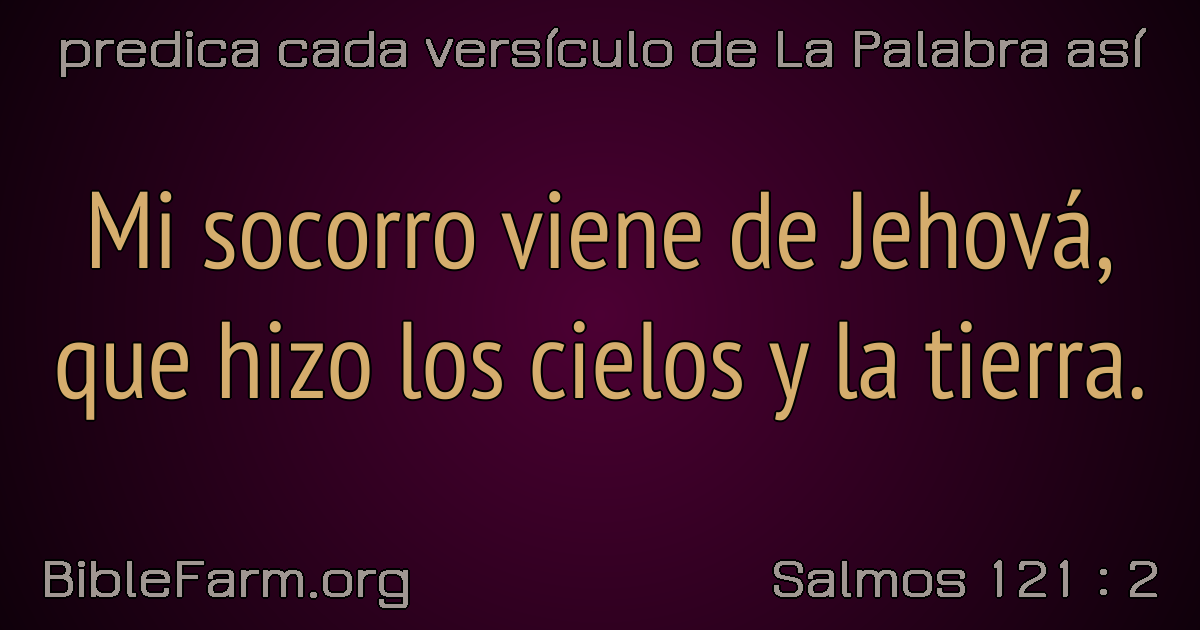 predica cada versículo de La Palabra así
Mi socorro viene de Jehová,
que hizo los cielos y la tierra.
BibleFarm.org
Salmos 121 : 2